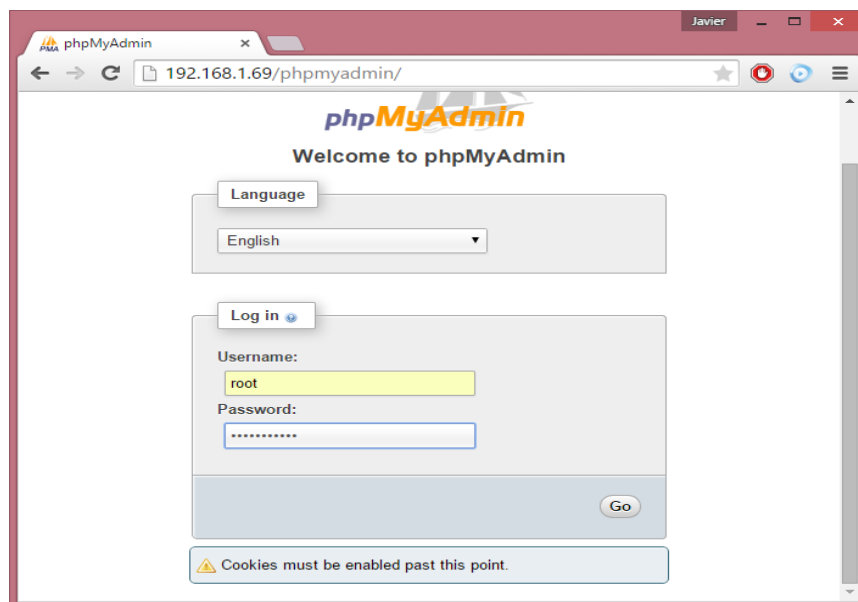 Javier
phpMyAdmin
192.168.1.69/phpmyadmin/
phpMyAdmin
Welcome to phpMyAdmin
Language
English
Log in
Username:
root
Password:
•••••••••••
Go
Cookies must be enabled past this point.